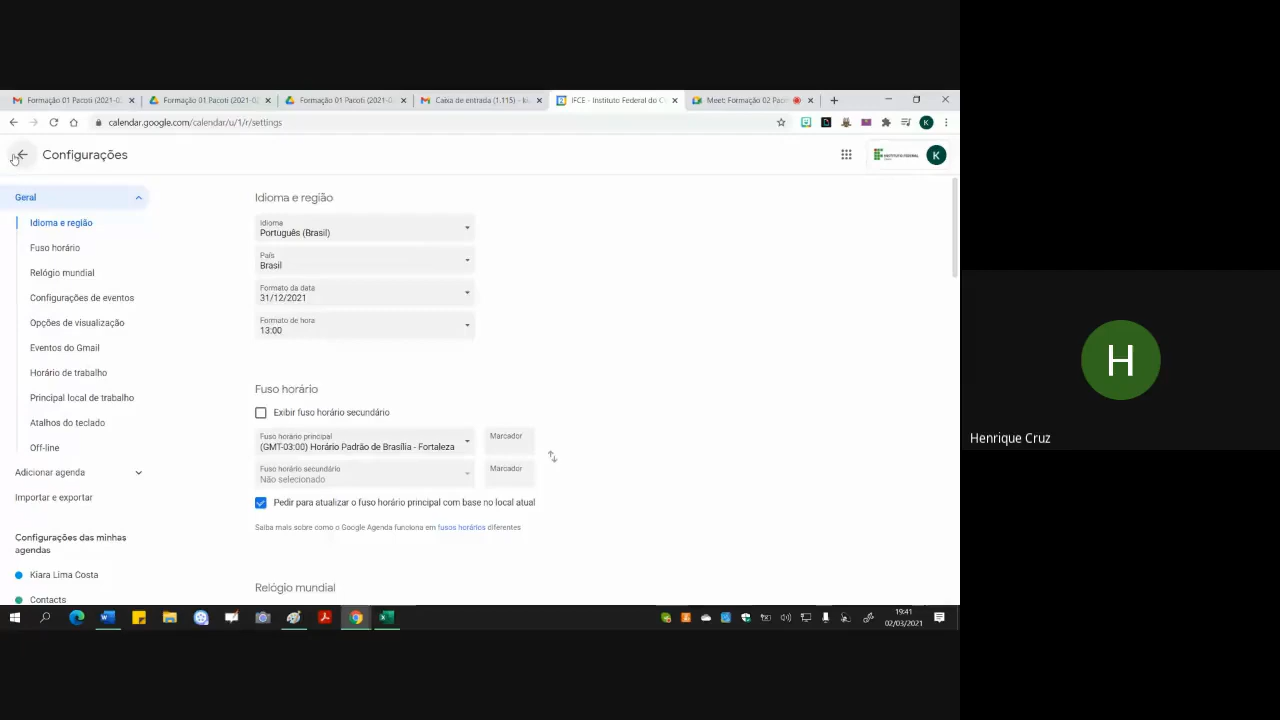 Formação 01 Pacoti (2021-0
Formação 01 Pacoti (2021-0
Formação 01 Pacoti (2021-0
Caixa de entrada (1.115) -
IFCE - Instituto Federal do C
Meet: Formação 02 Paco
calendar.google.com/calendar/u/1/r/settings
K
Configurações
INSTITUTO FEDERAL
K
Geral
Idioma e região
Fuso horário
Relógio mundial
Configurações de eventos
Opções de visualização
Eventos do Gmail
Horário de trabalho
Principal local de trabalho
Atalhos do teclado
Off-line
Adicionar agenda
Importar e exportar
Configurações das minhas
agendas
Kiara Lima Costa
Contacts
Idioma e região
Idioma
Português (Brasil)
País
Brasil
Formato da data
31/12/2021
Formato de hora
13:00
Fuso horário
Exibir fuso horário secundário
Fuso horário principal
(GMT-03:00) Horário Padrão de Brasília - Fortaleza
Marcador
Fuso horário secundário
Não selecionado
Marcador
Pedir para atualizar o fuso horário principal com base no local atual
Saiba mais sobre como o Google Agenda funciona em fusos horários diferentes
Relógio mundial
19:41
02/03/2021
H
Henrique Cruz